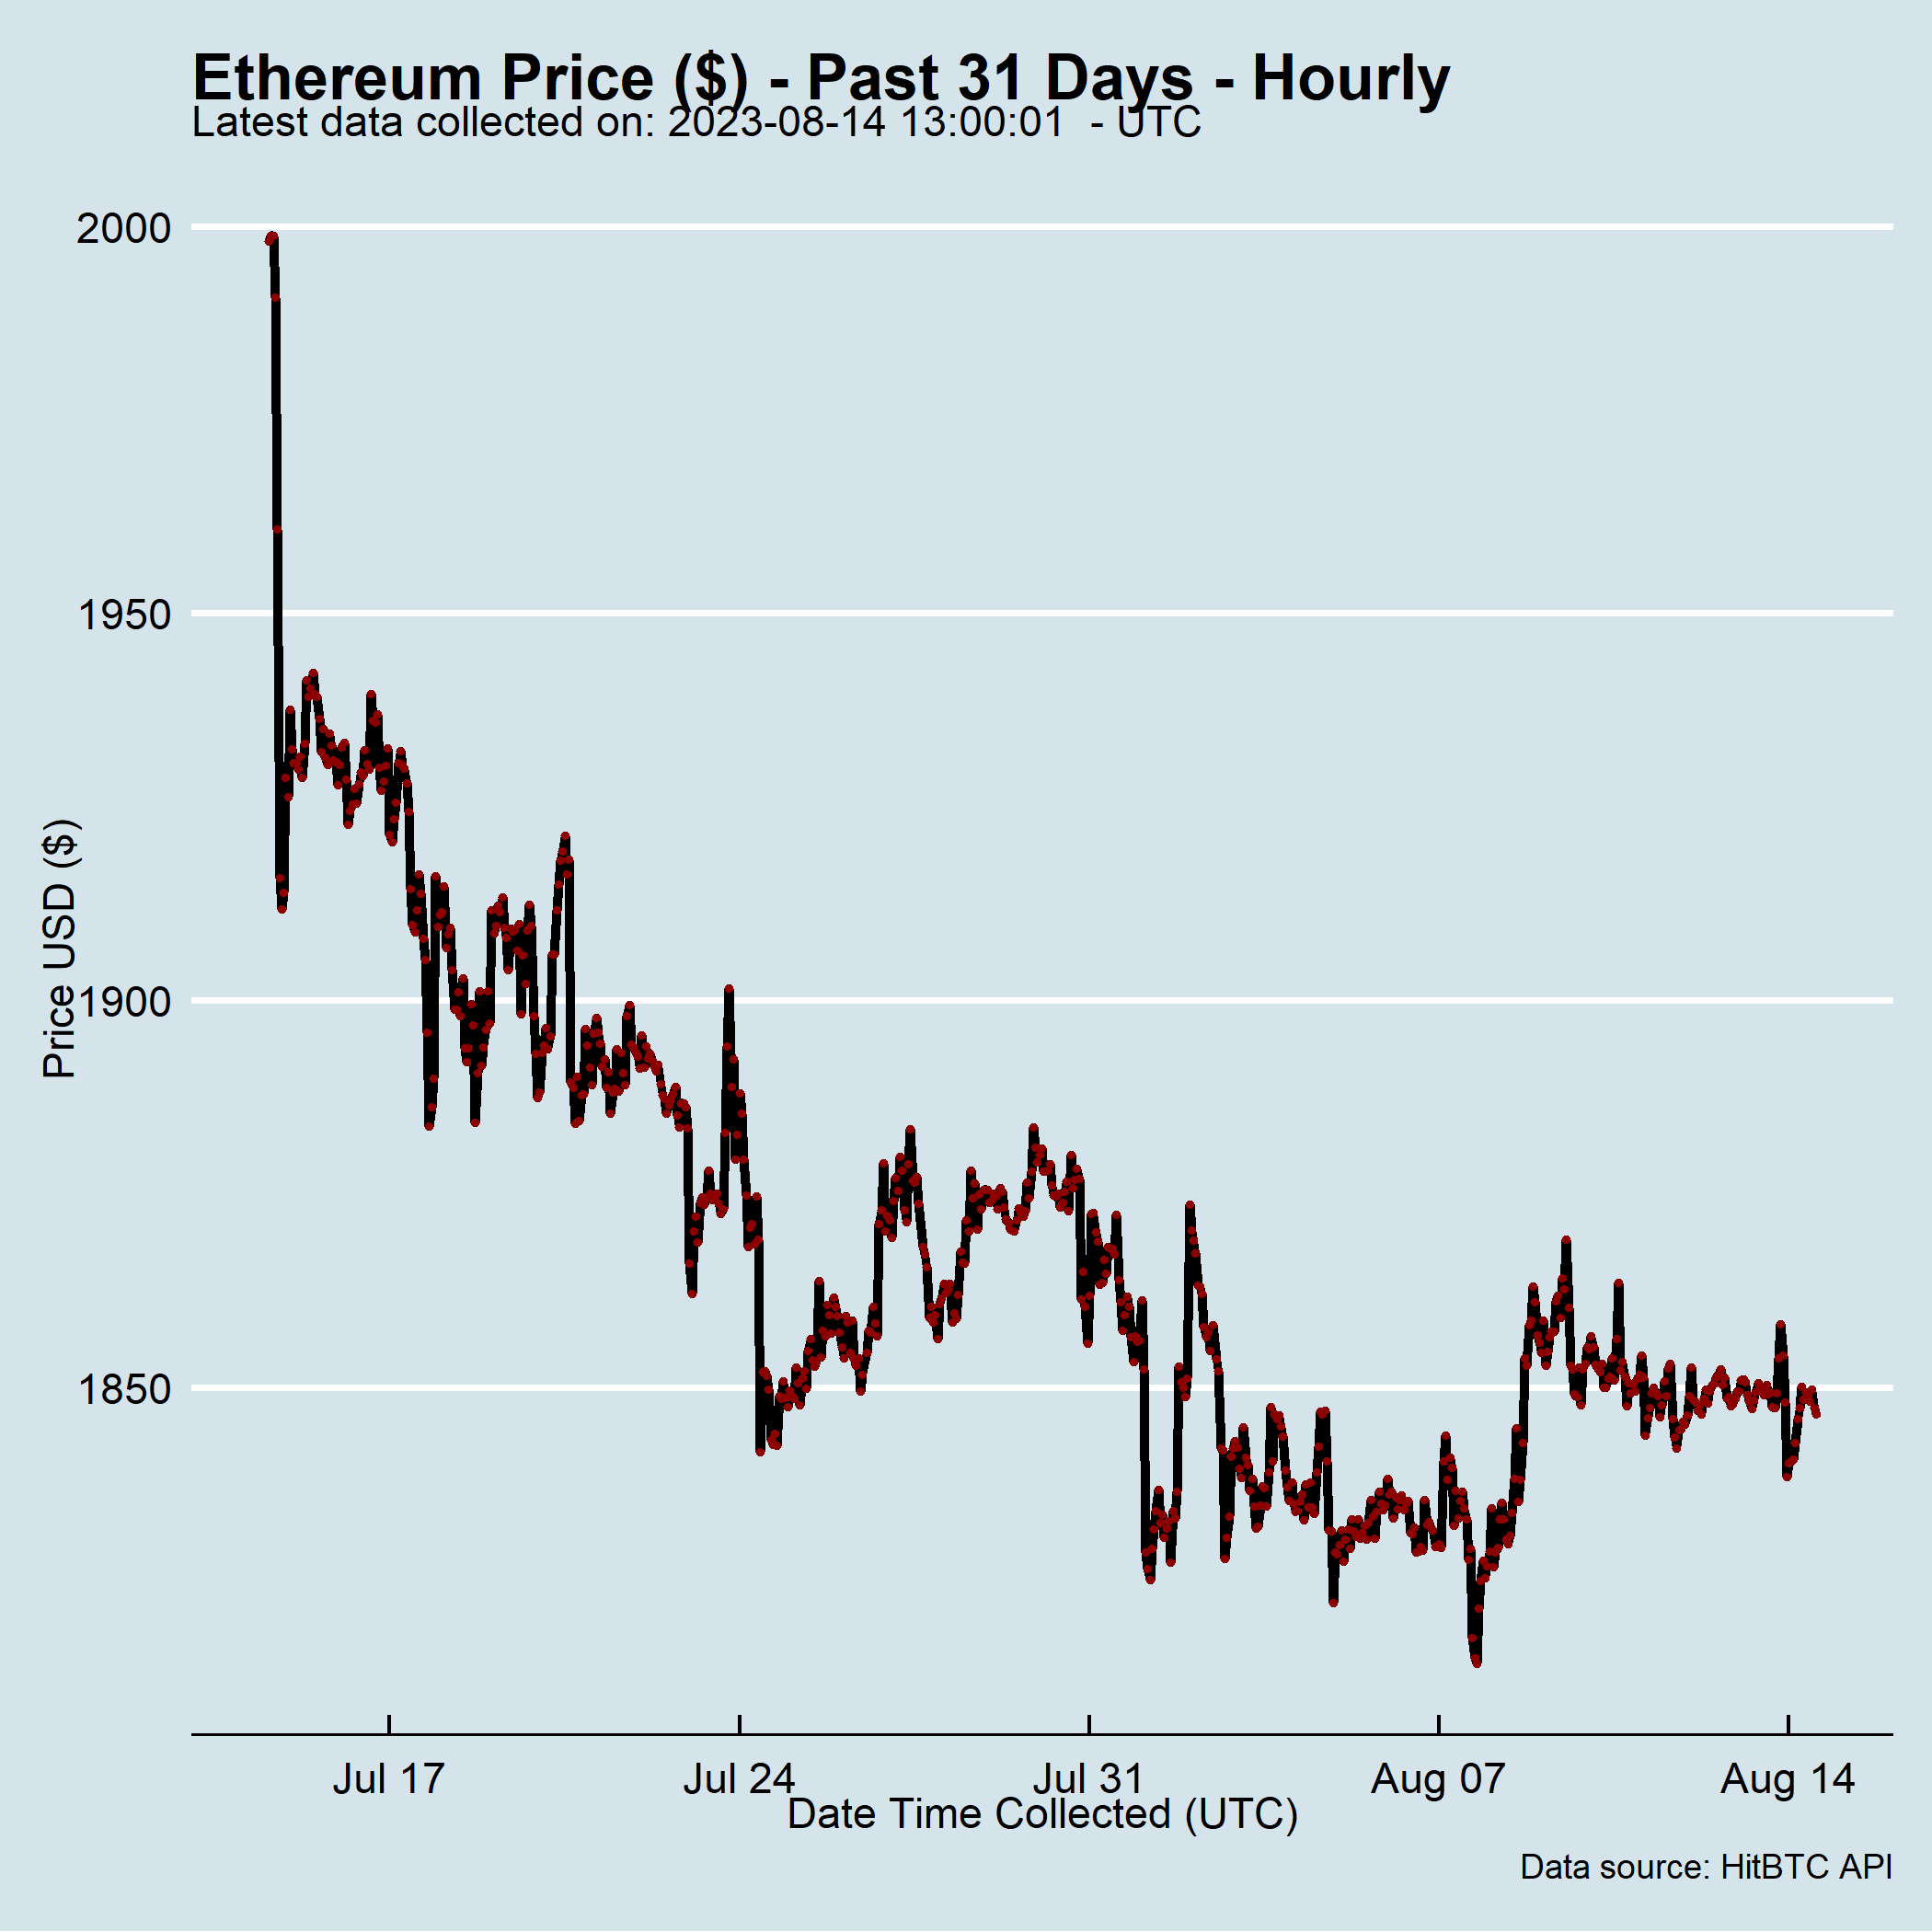 Ethereum Price ($) - Past 31 Days - Hourly
Latest data collected on: 2023-08-14 13:00:01  - UTC
2000
1950
1900
1850
Price USD ($)
Jul 17
Jul 24
Jul 31
Aug 07
Aug 14
Date Time Collected (UTC)
Data source: HitBTC API